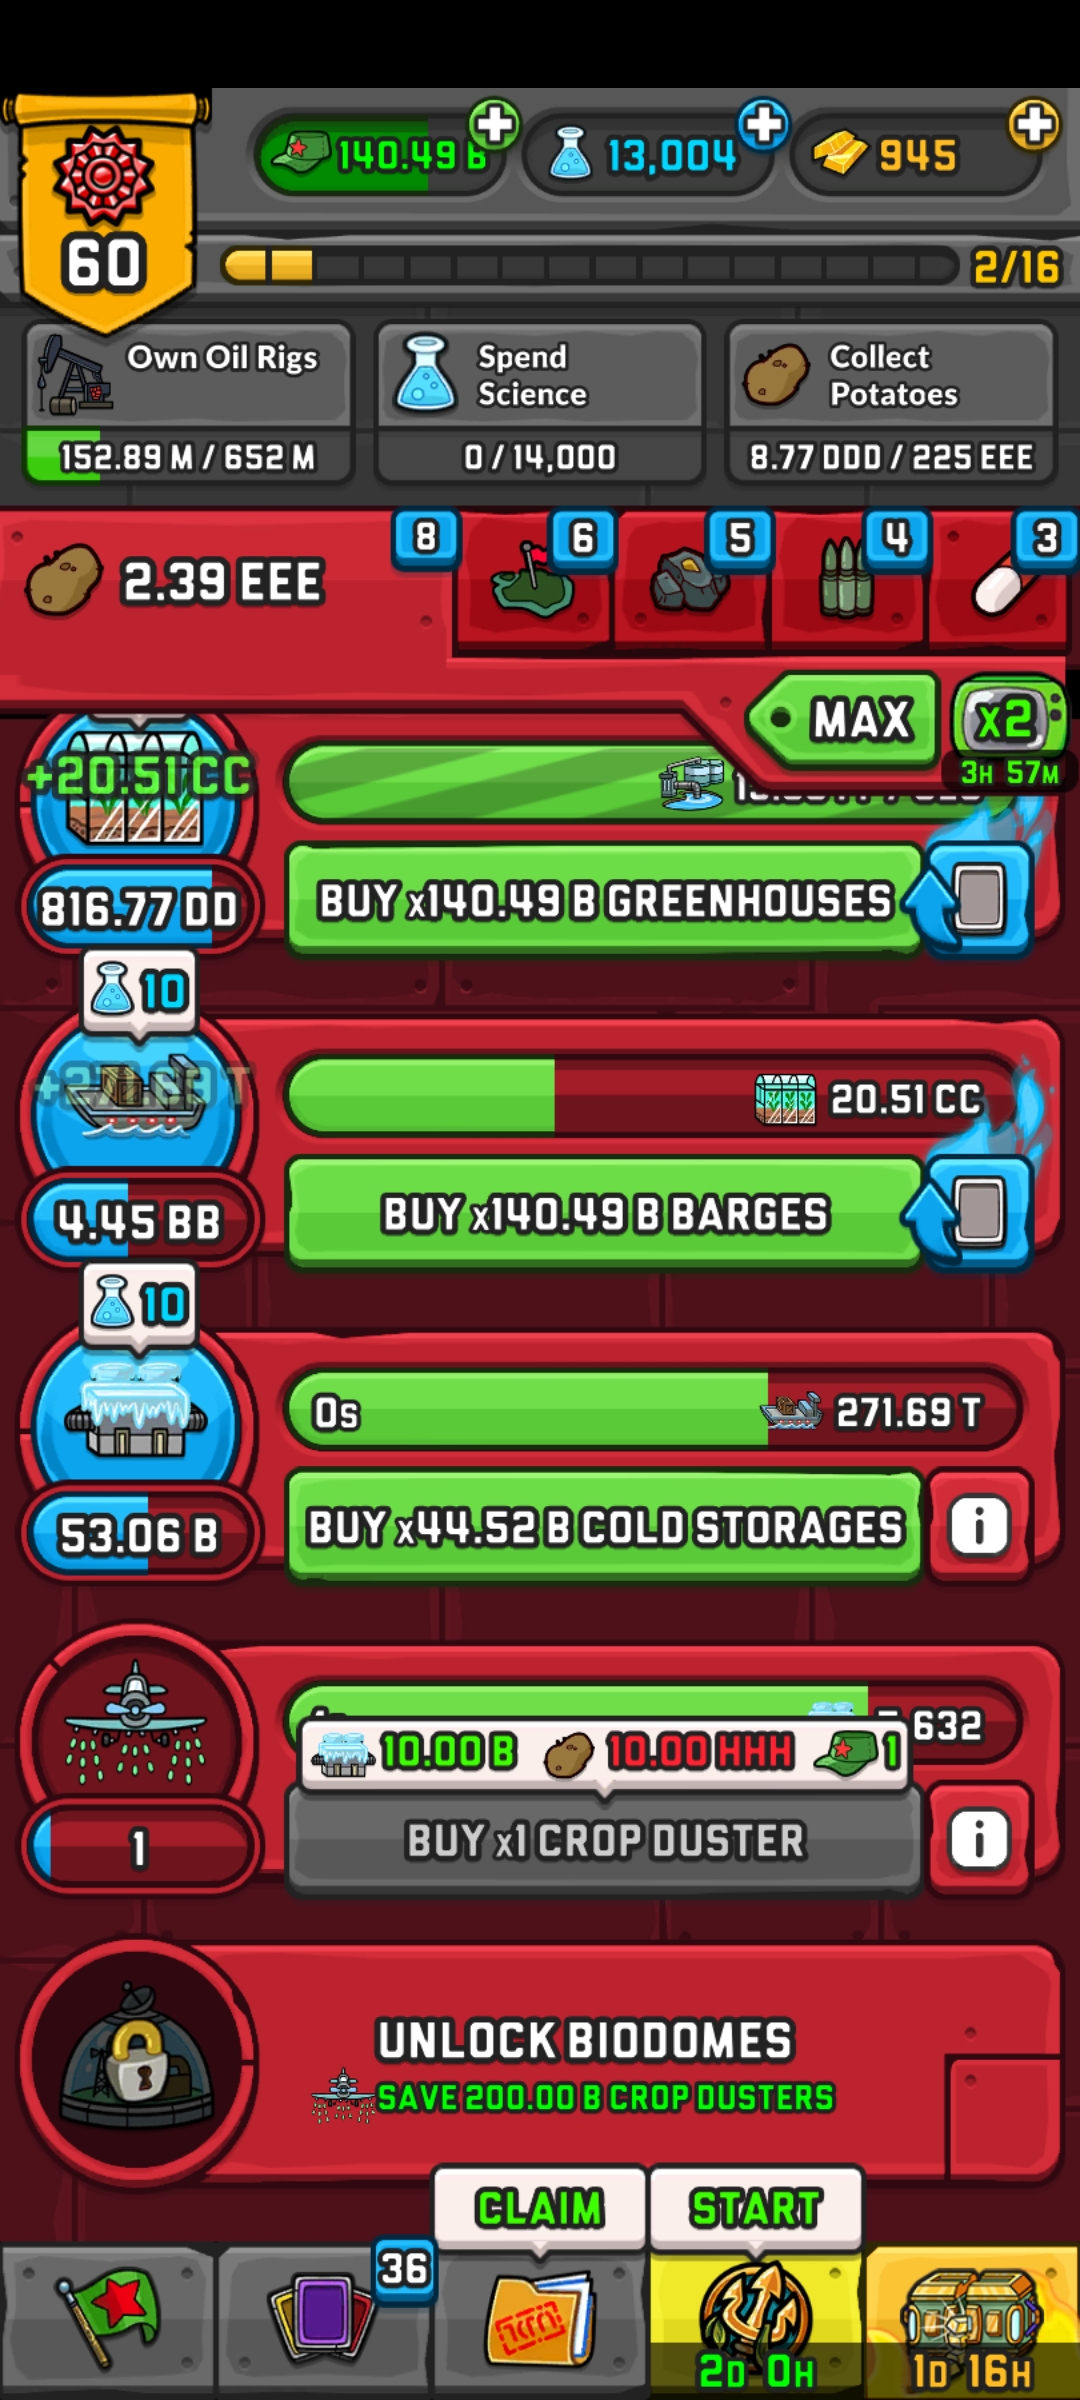 140.49 B
13,004
945
60
2/16
Own Oil Rigs
152.89 M / 652 M
Spend
Science
0 / 14,000
Collect
Potatoes
8.77 DDD / 225 EEE
2.39 EEE
8
6
5
4
3
MAX
x2
3H 57M
+20.51 CC
816.77 DD
BUY x140.49 B GREENHOUSES
10
4.45 BB
20.51 CC
BUY x140.49 B BARGES
10
53.06 B
0s
271.69 T
BUY x44.52 B COLD STORAGES
i
1
632
10.00 B
10.00 HHH
1
BUY x1 CROP DUSTER
i
UNLOCK BIODOMES
SAVE 200.00 B CROP DUSTERS
CLAIM
START
36
2D 0H
1D 16H